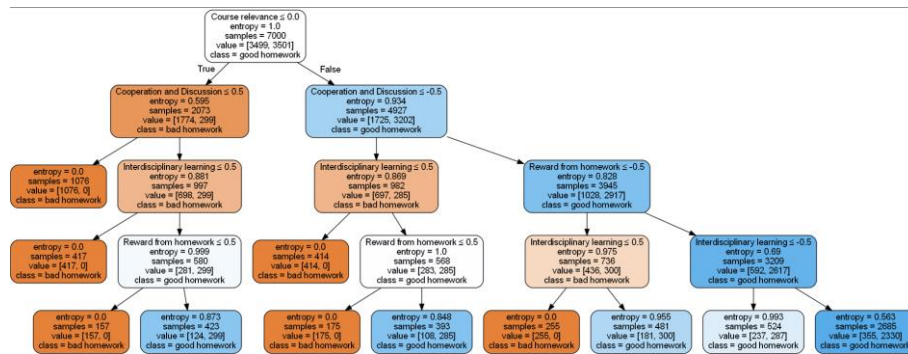 Course relevance ≤ 0.0
entropy = 1.0
samples = 7000
value = [3499, 3501]
class = good homework
True
False
Cooperation and Discussion ≤ 0.5
entropy = 0.595
samples = 2073
value = [1774, 299]
class = bad homework
Cooperation and Discussion ≤ -0.5
entropy = 0.934
samples = 4927
value = [1725, 3202]
class = good homework
entropy = 0.0
samples = 1076
value = [1076, 0]
class = bad homework
Interdisciplinary learning ≤ 0.5
entropy = 0.881
samples = 997
value = [698, 299]
class = bad homework
Interdisciplinary learning ≤ 0.5
entropy = 0.869
samples = 982
value = [697, 285]
class = bad homework
Reward from homework ≤ -0.5
entropy = 0.828
samples = 3945
value = [1028, 2917]
class = good homework
entropy = 0.0
samples = 417
value = [417, 0]
class = bad homework
Reward from homework ≤ 0.5
entropy = 0.999
samples = 580
value = [281, 299]
class = good homework
entropy = 0.0
samples = 414
value = [414, 0]
class = bad homework
Reward from homework ≤ 0.5
entropy = 1.0
samples = 568
value = [283, 285]
class = good homework
Interdisciplinary learning ≤ 0.5
entropy = 0.975
samples = 736
value = [436, 300]
class = bad homework
Interdisciplinary learning ≤ -0.5
entropy = 0.69
samples = 3209
value = [592, 2617]
class = good homework
entropy = 0.0
samples = 157
value = [157, 0]
class = bad homework
entropy = 0.873
samples = 423
value = [124, 299]
class = good homework
entropy = 0.0
samples = 175
value = [175, 0]
class = bad homework
entropy = 0.848
samples = 393
value = [108, 285]
class = good homework
entropy = 0.0
samples = 255
value = [255, 0]
class = bad homework
entropy = 0.955
samples = 481
value = [181, 300]
class = good homework
entropy = 0.993
samples = 524
value = [237, 287]
class = good homework
entropy = 0.563
samples = 2685
value = [355, 2330]
class = good homework